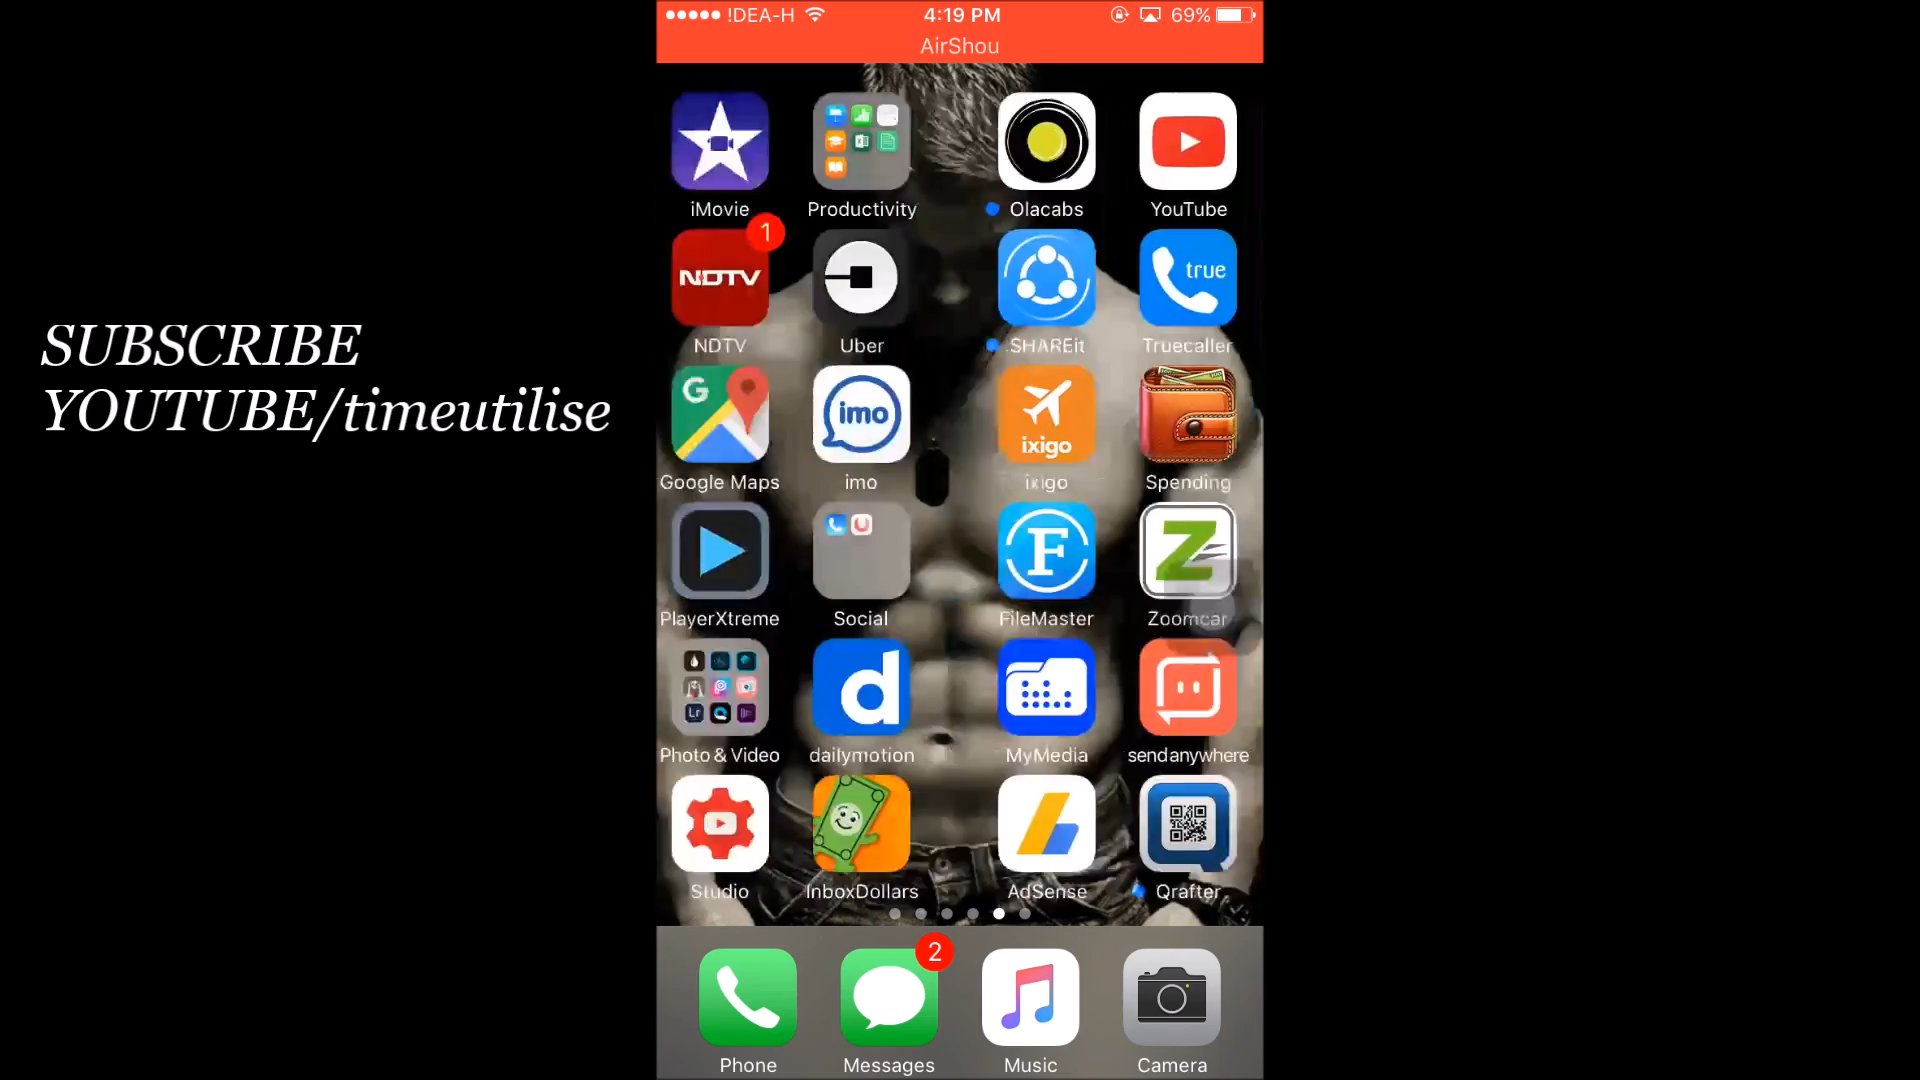 !DEA-H 4:19 PM 69%
AirShou
SUBSCRIBE
YOUTUBE/timeutilise
iMovie Productivity Olacabs YouTube
NDTV 1 true
NDTV Uber SHAREit Truecaller
G imo ixigo
Google Maps imo ixigo Spending
F Z
PlayerXtreme Social FileMaster Zoomcar
Lr d
Photo & Video dailymotion MyMedia sendanywhere
Studio InboxDollars AdSense Qrafter
2
Phone Messages Music Camera